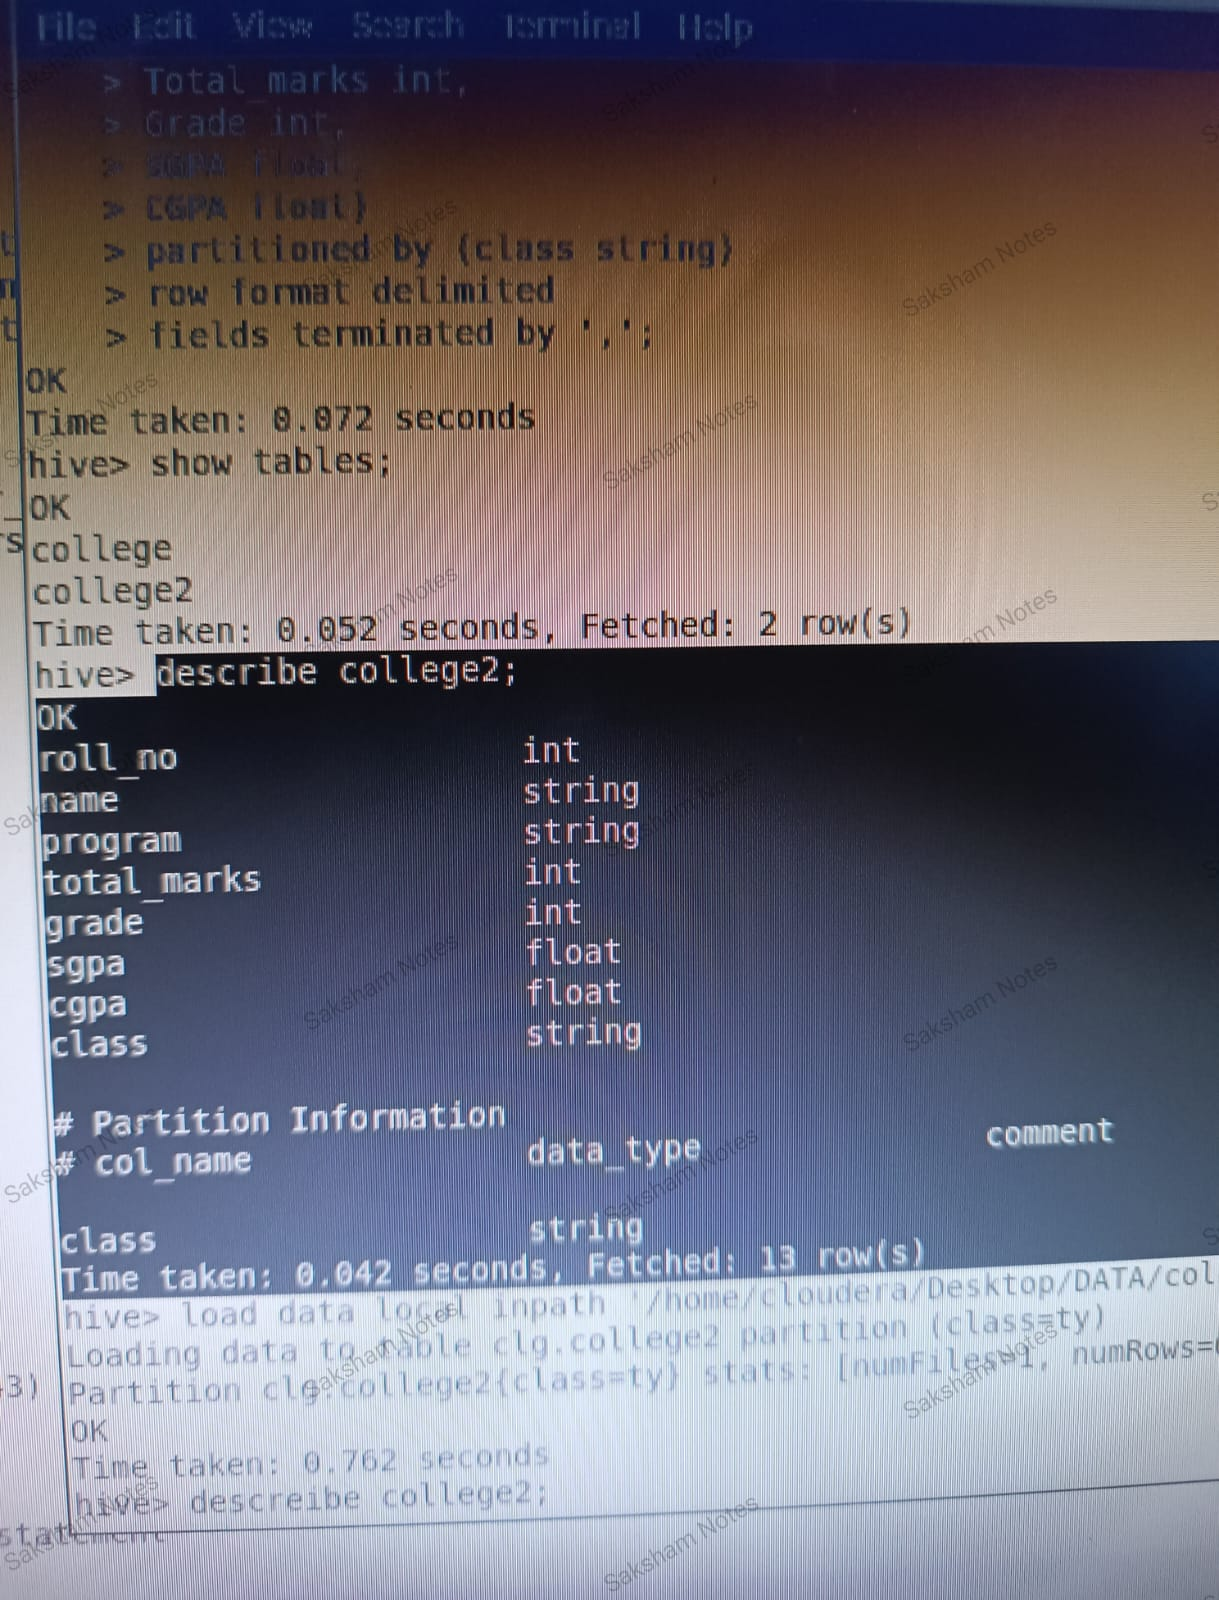 File Edit View Search Terminal Help
> Total_marks int,
> Grade int,
> SGPA float,
> CGPA float)
> partitioned by (class string)
> row format delimited
> fields terminated by ',';
OK
Time taken: 0.072 seconds
hive> show tables;
OK
college
college2
Time taken: 0.052 seconds, Fetched: 2 row(s)
hive> describe college2;
OK
roll_no int
name string
program string
total_marks int
grade int
sgpa float
cgpa float
class string
# Partition Information
# col_name data_type comment
class string
Time taken: 0.042 seconds, Fetched: 13 row(s)
hive> load data local inpath '/home/cloudera/Desktop/DATA/col
Loading data to table clg.college2 partition (class=ty)
Partition clg.college2{class=ty} stats: [numFiles=1, numRows=
OK
Time taken: 0.762 seconds
hive> descreibe college2;
statement
Saksham Notes